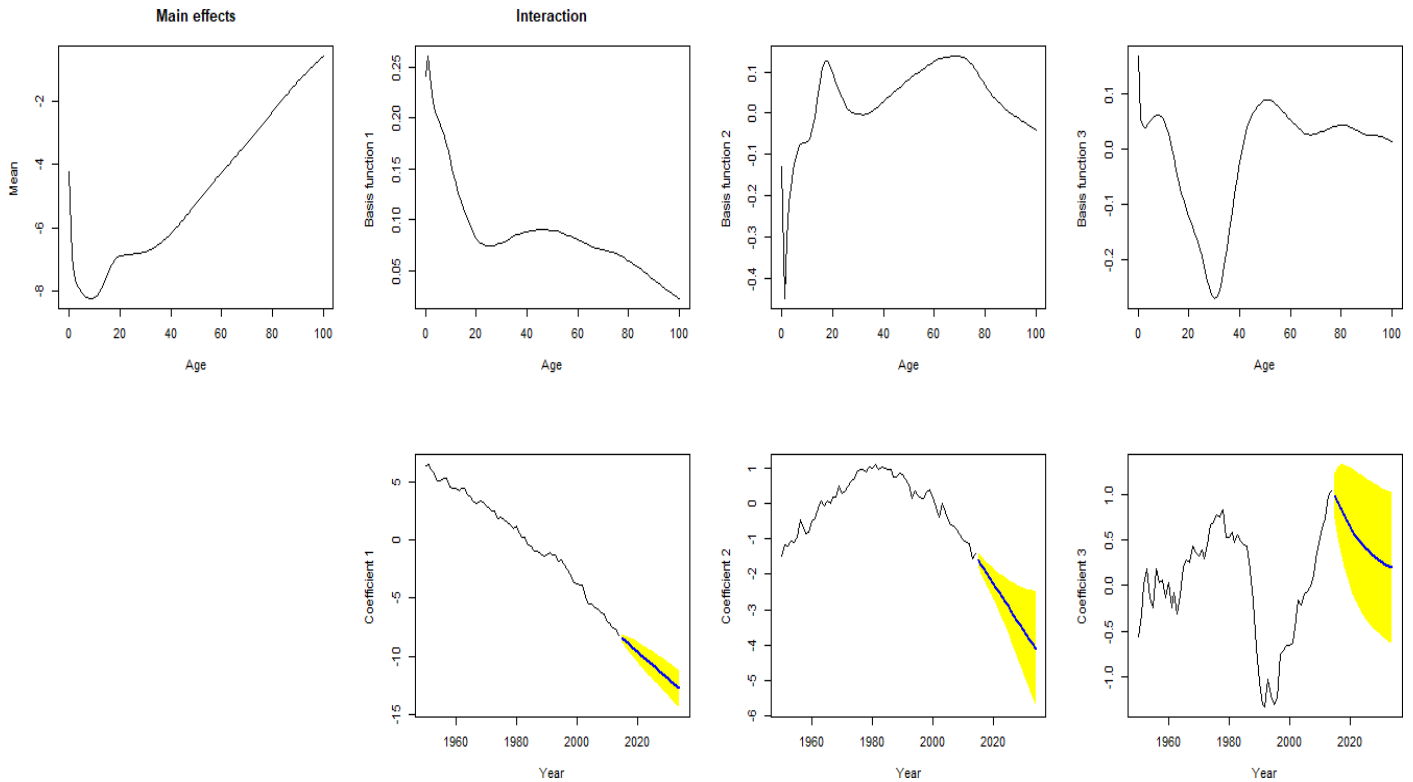 Main effects
Interaction
Mean
-2
-4
-6
-8
0 20 40 60 80 100
Age
Basis function 1
0.25
0.20
0.15
0.10
0.05
0 20 40 60 80 100
Age
Basis function 2
0.1
0.0
-0.1
-0.2
-0.3
-0.4
0 20 40 60 80 100
Age
Basis function 3
0.1
0.0
-0.1
-0.2
0 20 40 60 80 100
Age
Coefficient 1
5
0
-5
-10
-15
1960 1980 2000 2020
Year
Coefficient 2
1
0
-1
-2
-3
-4
-5
-6
1960 1980 2000 2020
Year
Coefficient 3
1.0
0.5
0.0
-0.5
-1.0
1960 1980 2000 2020
Year